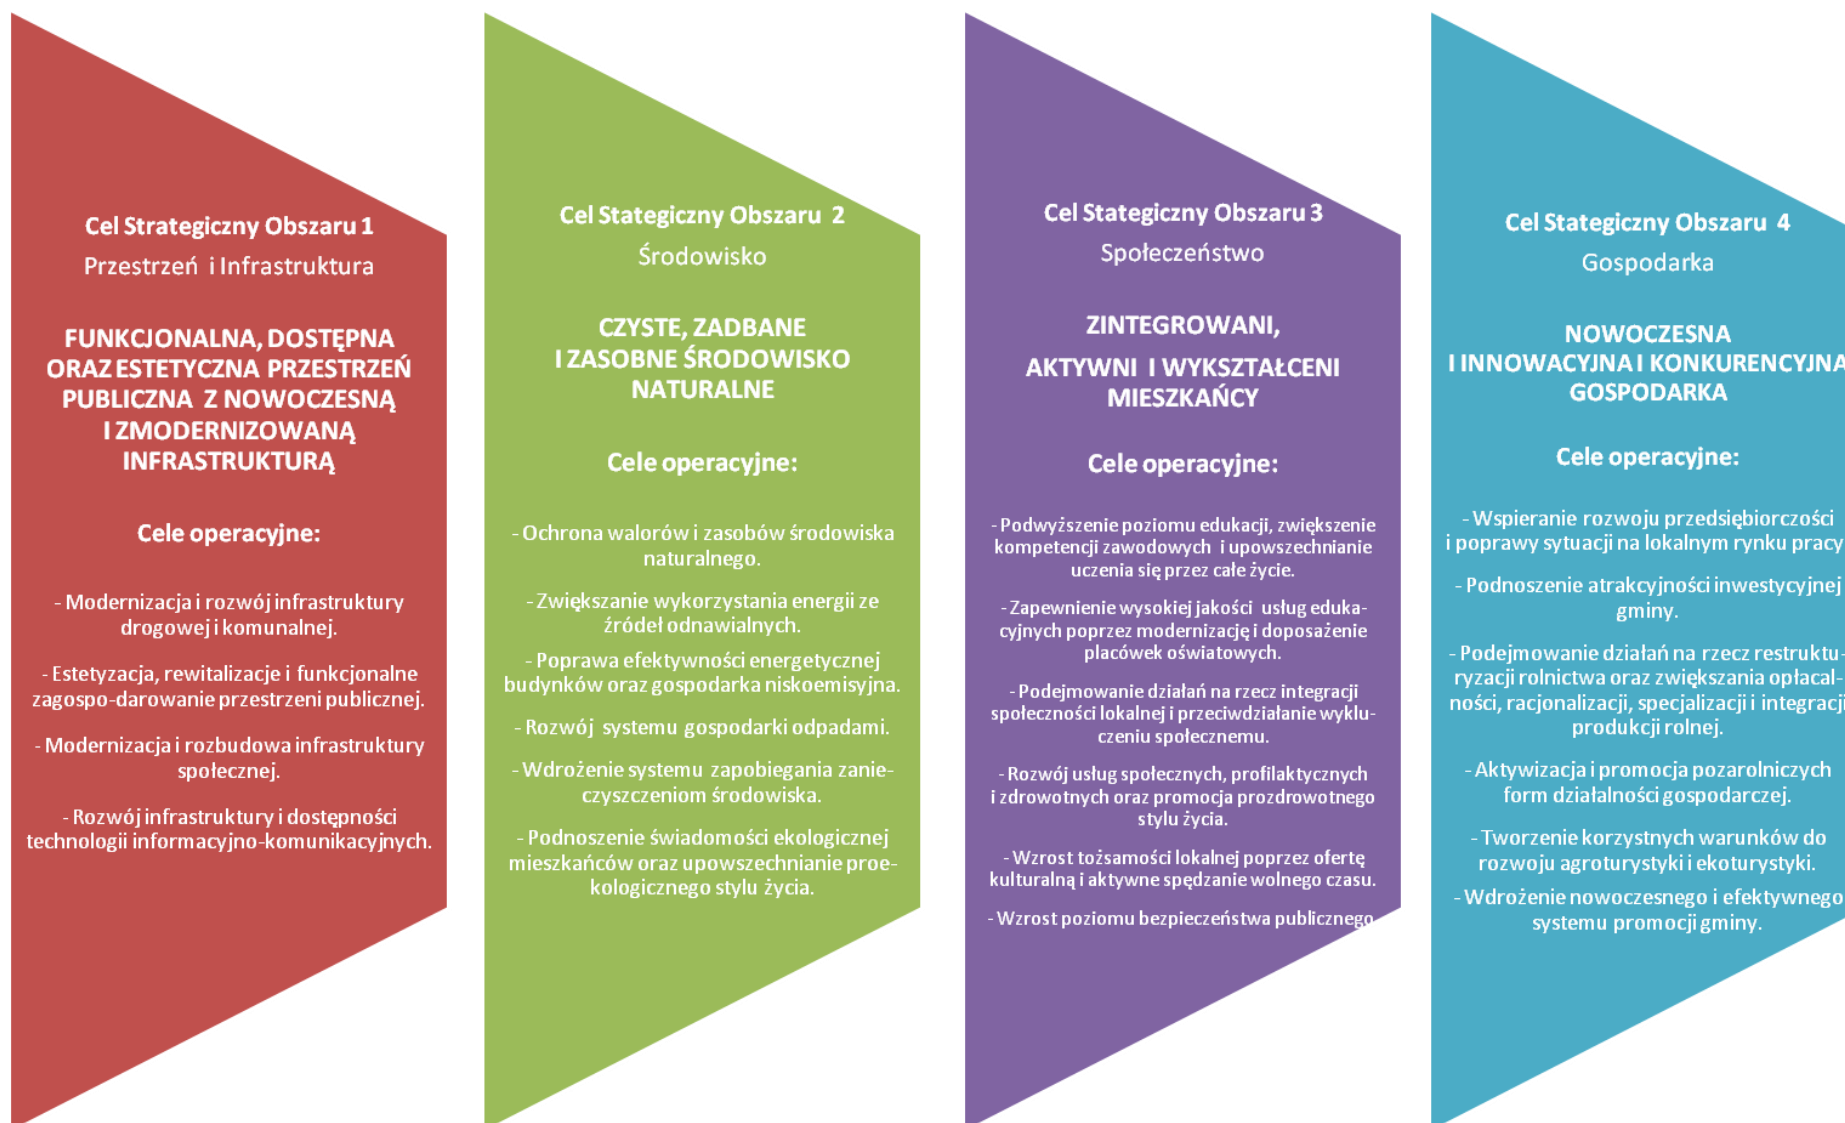 Cel Strategiczny Obszaru 1
Przestrzeń i Infrastruktura
FUNKCJONALNA, DOSTĘPNA
ORAZ ESTETYCZNA PRZESTRZEŃ
PUBLICZNA Z NOWOCZESNĄ
I ZMODERNIZOWANĄ
INFRASTRUKTURĄ
Cele operacyjne:
- Modernizacja i rozwój infrastruktury
drogowej i komunalnej.
- Estetyzacja, rewitalizacje i funkcjonalne
zagospo-darowanie przestrzeni publicznej.
- Modernizacja i rozbudowa infrastruktury
społecznej.
- Rozwój infrastruktury i dostępności
technologii informacyjno-komunikacyjnych.
Cel Stategiczny Obszaru 2
Środowisko
CZYSTE, ZADBANE
I ZASOBNE ŚRODOWISKO
NATURALNE
Cele operacyjne:
- Ochrona walorów i zasobów środowiska
naturalnego.
- Zwiększanie wykorzystania energii ze
źródeł odnawialnych.
- Poprawa efektywności energetycznej
budynków oraz gospodarka niskoemisyjna.
- Rozwój systemu gospodarki odpadami.
- Wdrożenie systemu zapobiegania zanie-
czyszczeniom środowiska.
- Podnoszenie świadomości ekologicznej
mieszkańców oraz upowszechnianie proe-
kologicznego stylu życia.
Cel Stategiczny Obszaru 3
Społeczeństwo
ZINTEGROWANI,
AKTYWNI I WYKSZTAŁCENI
MIESZKAŃCY
Cele operacyjne:
- Podwyższenie poziomu edukacji, zwiększenie
kompetencji zawodowych i upowszechnianie
uczenia się przez całe życie.
- Zapewnienie wysokiej jakości usług eduka-
cyjnych poprzez modernizację i doposażenie
placówek oświatowych.
- Podejmowanie działań na rzecz integracji
społeczności lokalnej i przeciwdziałanie wyklu-
czeniu społecznemu.
- Rozwój usług społecznych, profilaktycznych
i zdrowotnych oraz promocja prozdrowotnego
stylu życia.
- Wzrost tożsamości lokalnej poprzez ofertę
kulturalną i aktywne spędzanie wolnego czasu.
- Wzrost poziomu bezpieczeństwa publicznego.
Cel Stategiczny Obszaru 4
Gospodarka
NOWOCZESNA
I INNOWACYJNA I KONKURENCYJNA
GOSPODARKA
Cele operacyjne:
- Wspieranie rozwoju przedsiębiorczości
i poprawy sytuacji na lokalnym rynku pracy
- Podnoszenie atrakcyjności inwestycyjnej
gminy.
- Podejmowanie działań na rzecz restruktu-
ryzacji rolnictwa oraz zwiększania opłacal-
ności, racjonalizacji, specjalizacji i integracji
produkcji rolnej.
- Aktywizacja i promocja pozarolniczych
form działalności gospodarczej.
- Tworzenie korzystnych warunków do
rozwoju agroturystyki i ekoturystyki.
- Wdrożenie nowoczesnego i efektywnego
systemu promocji gminy.